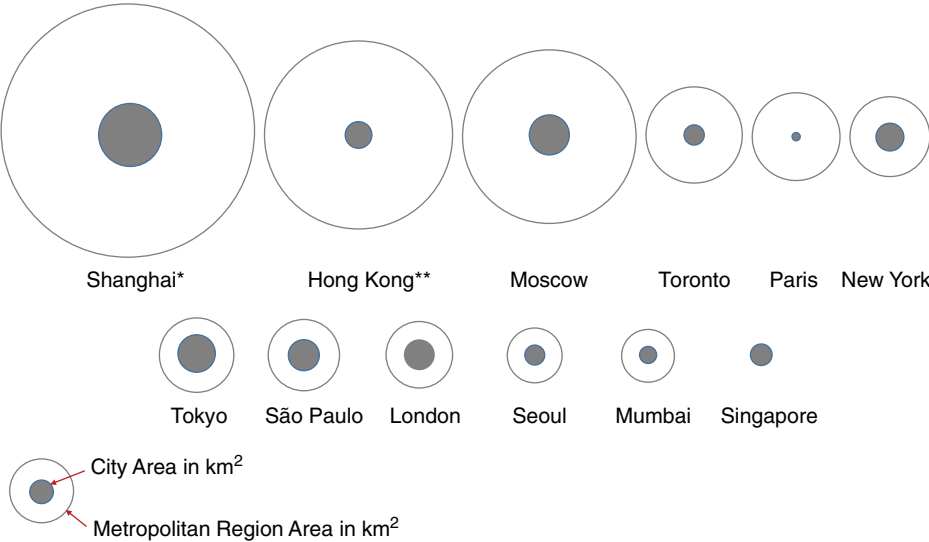 Shanghai* Hong Kong** Moscow Toronto Paris New York
Tokyo São Paulo London Seoul Mumbai Singapore
City Area in km²
Metropolitan Region Area in km²